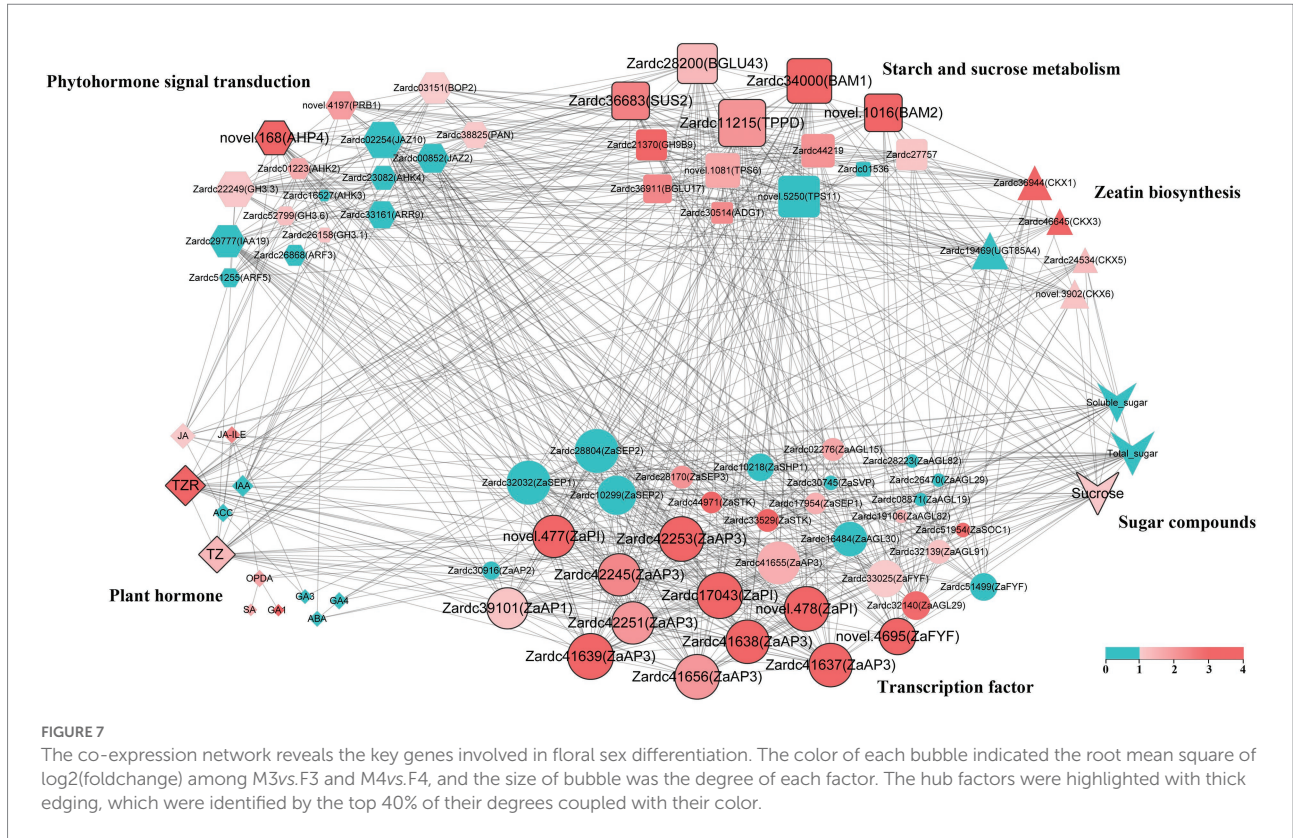 Phytohormone signal transduction
Starch and sucrose metabolism
Zeatin biosynthesis
Sugar compounds
Transcription factor
Plant hormone
Zardc03151(BOP2)
novel.4197(PRB1)
novel.168(AHP4)
Zardc02254(JAZ10)
Zardc38825(PAN)
Zardc00852(JAZ2)
Zardc01223(AHK2)
Zardc23082(AHK4)
Zardc22249(GH3.3)
Zardc16527(AHK3)
Zardc52799(GH3.6)
Zardc33161(ARR9)
Zardc26158(GH3.1)
Zardc29777(IAA19)
Zardc26868(ARF3)
Zardc51255(ARF5)
Zardc28200(BGLU43)
Zardc34000(BAM1)
Zardc36683(SUS2)
Zardc11215(TPPD)
novel.1016(BAM2)
Zardc21370(GH9B9)
Zardc44219
Zardc27757
novel.1081(TPS6)
Zardc01536
Zardc36911(BGLU17)
novel.5250(TPS11)
Zardc30514(ADG1)
Zardc36944(CKX1)
Zardc46645(CKX3)
Zardc19469(UGT85A4)
Zardc24534(CKX5)
novel.3902(CKX6)
Soluble_sugar
Total_sugar
Sucrose
JA
JA-ILE
TZR
IAA
ACC
TZ
OPDA
SA
GA1
GA3
GA4
ABA
Zardc28804(ZaSEP2)
Zardc02276(ZaAGL15)
Zardc28223(ZaAGL82)
Zardc10218(ZaSHP1)
Zardc28170(ZaSEP3)
Zardc32032(ZaSEP1)
Zardc30745(ZaSVP)
Zardc26470(ZaAGL29)
Zardc10299(ZaSEP2)
Zardc44971(ZaSTK)
Zardc17954(ZaSEP1)
Zardc08871(ZaAGL19)
Zardc33529(ZaSTK)
Zardc19106(ZaAGL82)
Zardc51954(ZaSOC1)
novel.477(ZaPI)
Zardc42253(ZaAP3)
Zardc16484(ZaAGL30)
Zardc32139(ZaAGL91)
Zardc41655(ZaAP3)
Zardc30916(ZaAP2)
Zardc42245(ZaAP3)
Zardc33025(ZaFYF)
Zardc51499(ZaFYF)
Zardc39101(ZaAP1)
Zardc17043(ZaPI)
novel.478(ZaPI)
Zardc32140(ZaAGL29)
Zardc42251(ZaAP3)
Zardc41638(ZaAP3)
novel.4695(ZaFYF)
Zardc41639(ZaAP3)
Zardc41656(ZaAP3)
Zardc41637(ZaAP3)
0 1 2 3 4
FIGURE 7
The co-expression network reveals the key genes involved in floral sex differentiation. The color of each bubble indicated the root mean square of
log2(foldchange) among M3vs.F3 and M4vs.F4, and the size of bubble was the degree of each factor. The hub factors were highlighted with thick
edging, which were identified by the top 40% of their degrees coupled with their color.